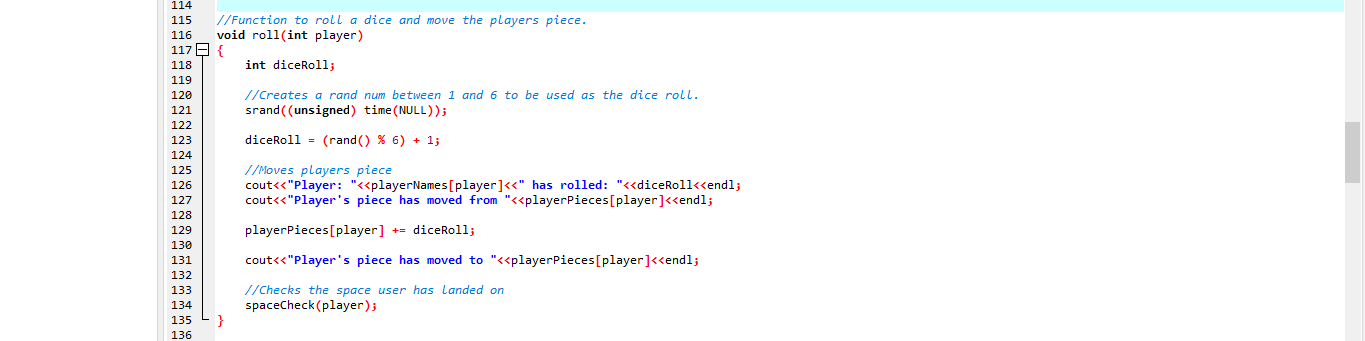 114
115 //Function to roll a dice and move the players piece.
116 void roll(int player)
117 {
118 int diceRoll;
119
120 //Creates a rand num between 1 and 6 to be used as the dice roll.
121 srand((unsigned) time(NULL));
122
123 diceRoll = (rand() % 6) + 1;
124
125 //Moves players piece
126 cout<<"Player: "<<playerNames[player]<<" has rolled: "<<diceRoll<<endl;
127 cout<<"Player's piece has moved from "<<playerPieces[player]<<endl;
128
129 playerPieces[player] += diceRoll;
130
131 cout<<"Player's piece has moved to "<<playerPieces[player]<<endl;
132
133 //Checks the space user has landed on
134 spaceCheck(player);
135 }
136